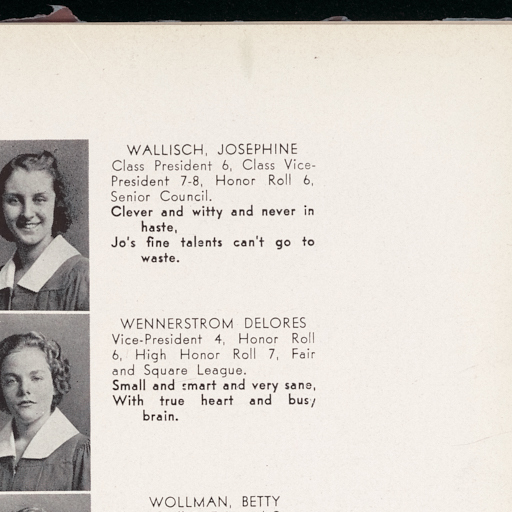 WALLISCH, JOSEPHINE
Class President 6, Class Vice-
President 7-8, Honor Roll 6,
Senior Council.
Clever and witty and never in
haste,
Jo's fine talents can't go to
waste.
WENNERSTROM DELORES
Vice-President 4, Honor Roll
6, High Honor Roll 7, Fair
and Square League.
Small and smart and very sane,
With true heart and busy
brain.
WOLLMAN, BETTY